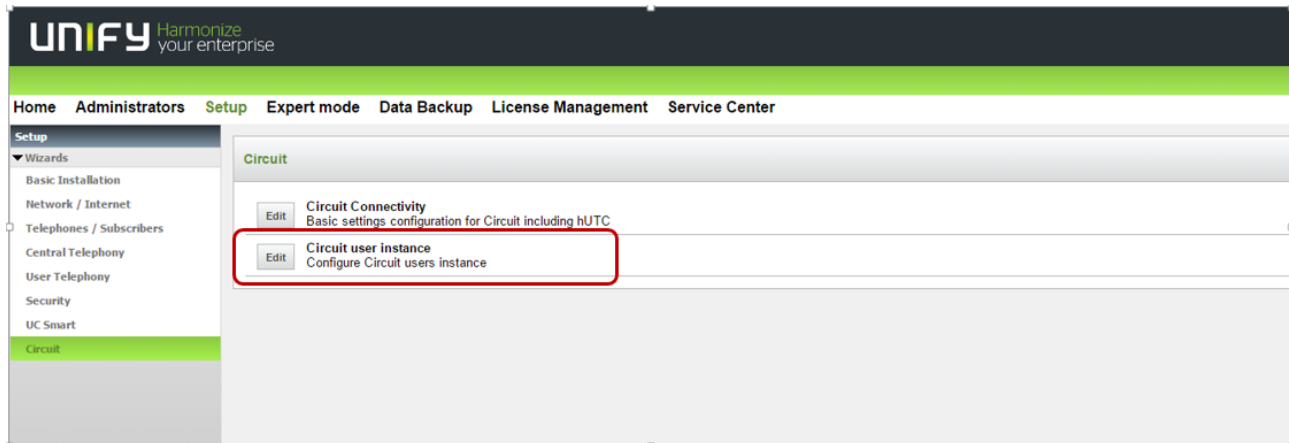 UNIFY Harmonize
your enterprise
Home Administrators Setup Expert mode Data Backup License Management Service Center
Setup
Wizards
Basic Installation
Network / Internet
Telephones / Subscribers
Central Telephony
User Telephony
Security
UC Smart
Circuit
Circuit
Edit
Circuit Connectivity
Basic settings configuration for Circuit including hUTC
Edit
Circuit user instance
Configure Circuit users instance